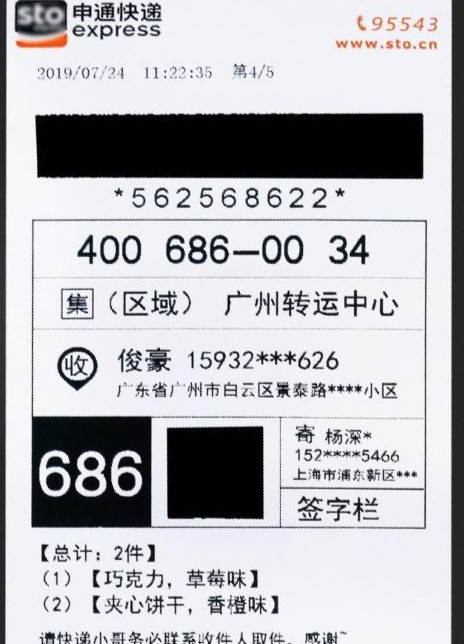 sto 申通快递
express
95543
www.sto.cn
2019/07/24 11:22:35 第4/5
*562568622*
400 686-00 34
集 (区域) 广州转运中心
收 俊豪 15932***626
广东省广州市白云区景泰路****小区
686
寄 杨深*
152****5466
上海市浦东新区***
签字栏
【总计: 2件】
(1)【巧克力, 草莓味】
(2)【夹心饼干, 香橙味】
请快递小哥务必联系收件人取件, 感谢~